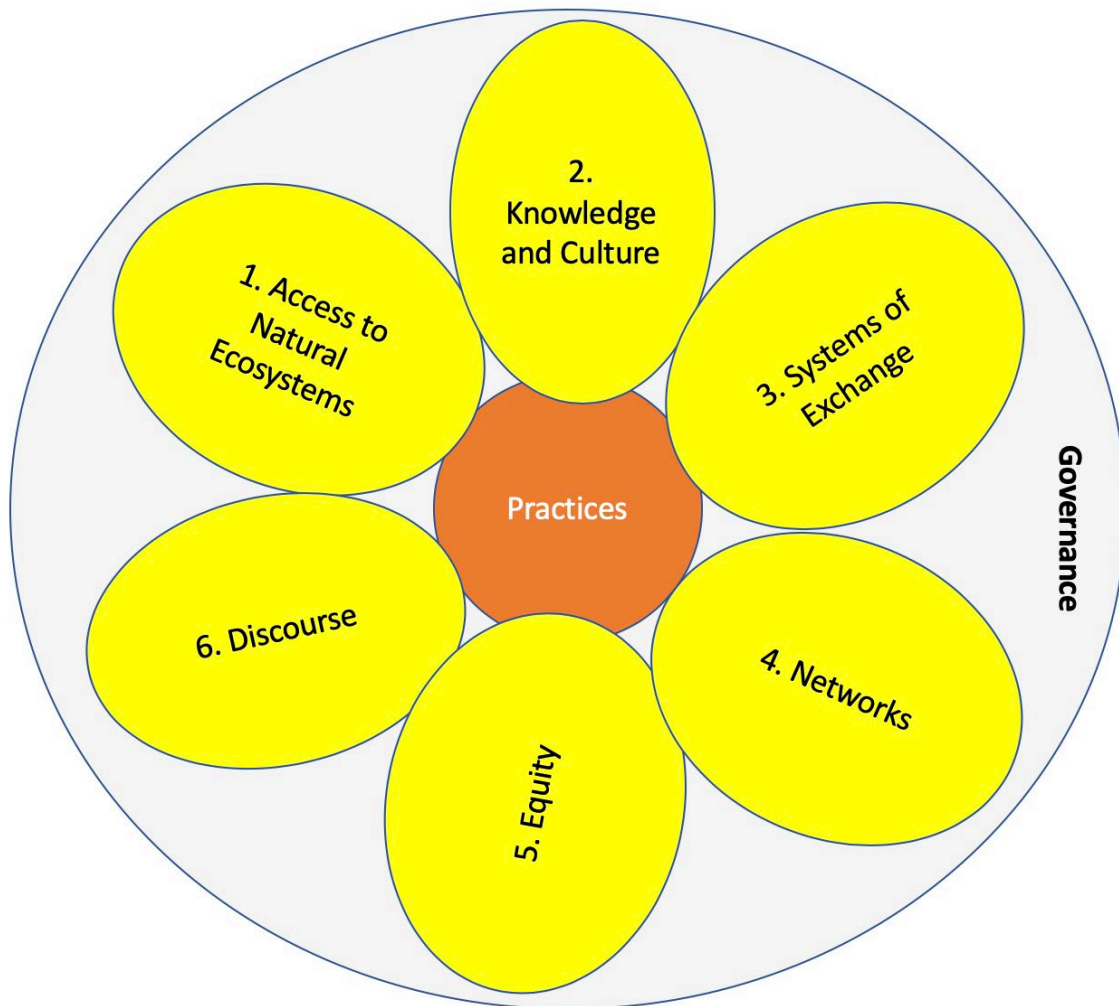 1. Access to
Natural
Ecosystems
2.
Knowledge
and Culture
3. Systems of
Exchange
4. Networks
5. Equity
6. Discourse
Practices
Governance